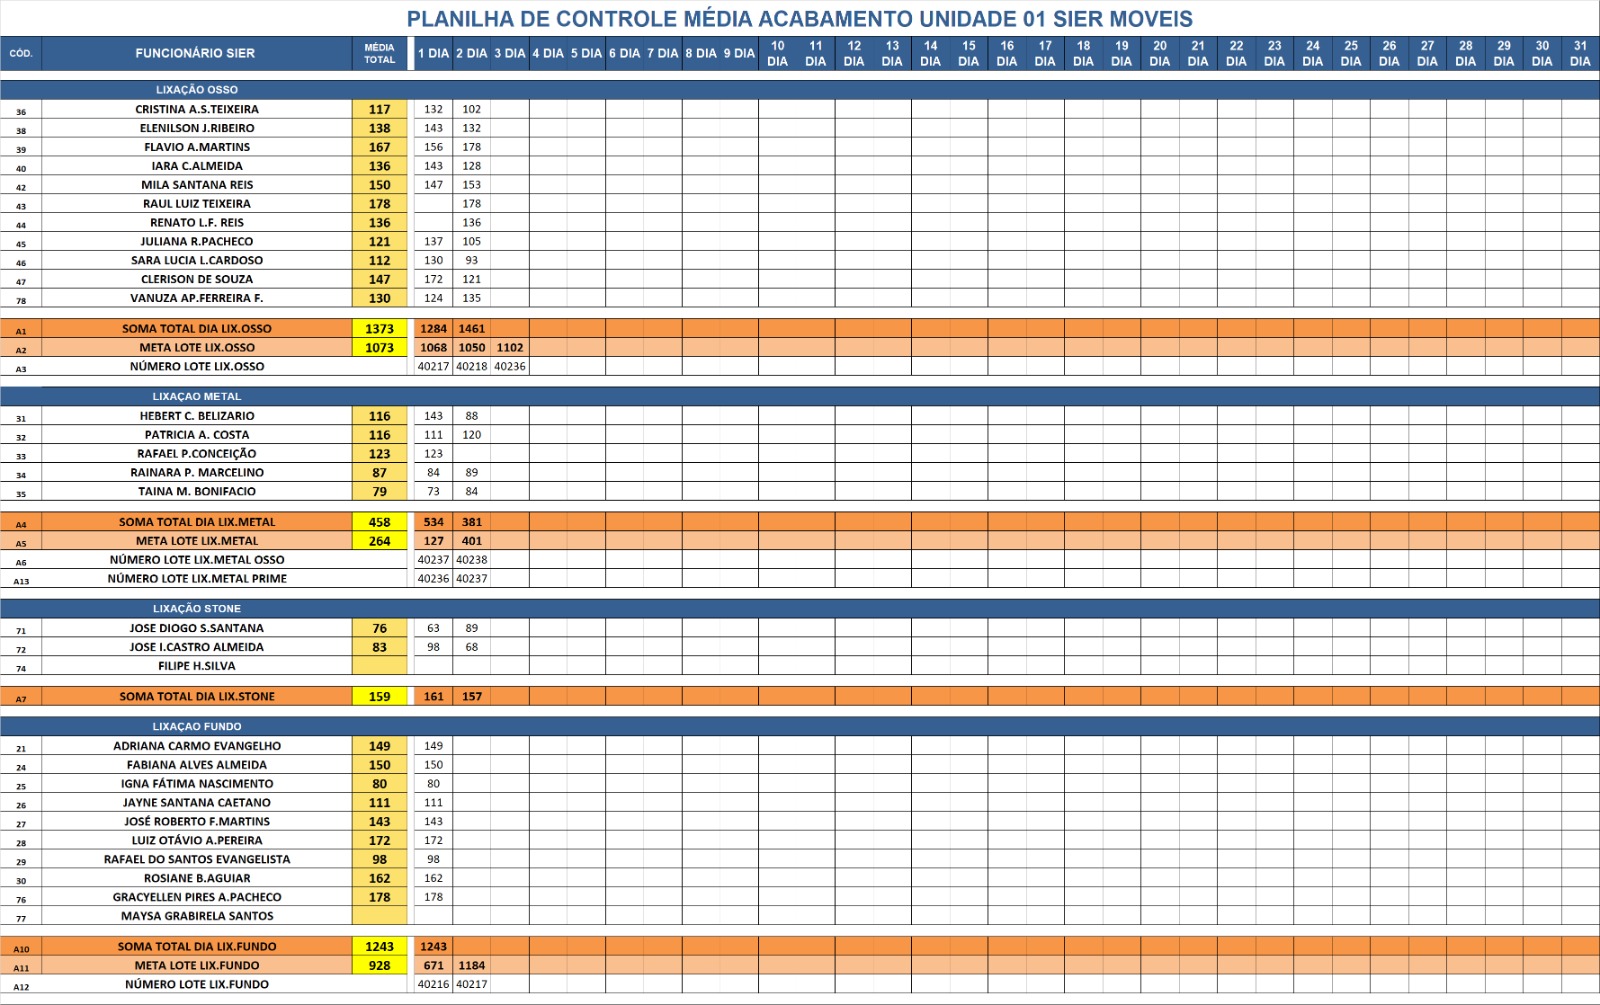 PLANILHA DE CONTROLE MÉDIA ACABAMENTO UNIDADE 01 SIER MOVEIS
CÓD. FUNCIONÁRIO SIER MÉDIA TOTAL 1 DIA 2 DIA 3 DIA 4 DIA 5 DIA 6 DIA 7 DIA 8 DIA 9 DIA 10 DIA 11 DIA 12 DIA 13 DIA 14 DIA 15 DIA 16 DIA 17 DIA 18 DIA 19 DIA 20 DIA 21 DIA 22 DIA 23 DIA 24 DIA 25 DIA 26 DIA 27 DIA 28 DIA 29 DIA 30 DIA 31 DIA
LIXAÇÃO OSSO
36 CRISTINA A.S.TEIXEIRA 117 132 102
38 ELENILSON J.RIBEIRO 138 143 132
39 FLAVIO A.MARTINS 167 156 178
40 IARA C.ALMEIDA 136 143 128
42 MILA SANTANA REIS 150 147 153
43 RAUL LUIZ TEIXEIRA 178 178
44 RENATO L.F. REIS 136 136
45 JULIANA R.PACHECO 121 137 105
46 SARA LUCIA L.CARDOSO 112 130 93
47 CLERISON DE SOUZA 147 172 121
78 VANUZA AP.FERREIRA F. 130 124 135
A1 SOMA TOTAL DIA LIX.OSSO 1373 1284 1461
A2 META LOTE LIX.OSSO 1073 1068 1050 1102
A3 NÚMERO LOTE LIX.OSSO 40217 40218 40236
LIXAÇAO METAL
31 HEBERT C. BELIZARIO 116 143 88
32 PATRICIA A. COSTA 116 111 120
33 RAFAEL P.CONCEIÇÃO 123 123
34 RAINARA P. MARCELINO 87 84 89
35 TAINA M. BONIFACIO 79 73 84
A4 SOMA TOTAL DIA LIX.METAL 458 534 381
A5 META LOTE LIX.METAL 264 127 401
A6 NÚMERO LOTE LIX.METAL OSSO 40237 40238
A13 NÚMERO LOTE LIX.METAL PRIME 40236 40237
LIXAÇÃO STONE
71 JOSE DIOGO S.SANTANA 76 63 89
72 JOSE I.CASTRO ALMEIDA 83 98 68
74 FILIPE H.SILVA
A7 SOMA TOTAL DIA LIX.STONE 159 161 157
LIXAÇAO FUNDO
21 ADRIANA CARMO EVANGELHO 149 149
24 FABIANA ALVES ALMEIDA 150 150
25 IGNA FÁTIMA NASCIMENTO 80 80
26 JAYNE SANTANA CAETANO 111 111
27 JOSÉ ROBERTO F.MARTINS 143 143
28 LUIZ OTÁVIO A.PEREIRA 172 172
29 RAFAEL DO SANTOS EVANGELISTA 98 98
30 ROSIANE B.AGUIAR 162 162
76 GRACYELLEN PIRES A.PACHECO 178 178
77 MAYSA GRABIRELA SANTOS
A10 SOMA TOTAL DIA LIX.FUNDO 1243 1243
A11 META LOTE LIX.FUNDO 928 671 1184
A12 NÚMERO LOTE LIX.FUNDO 40216 40217